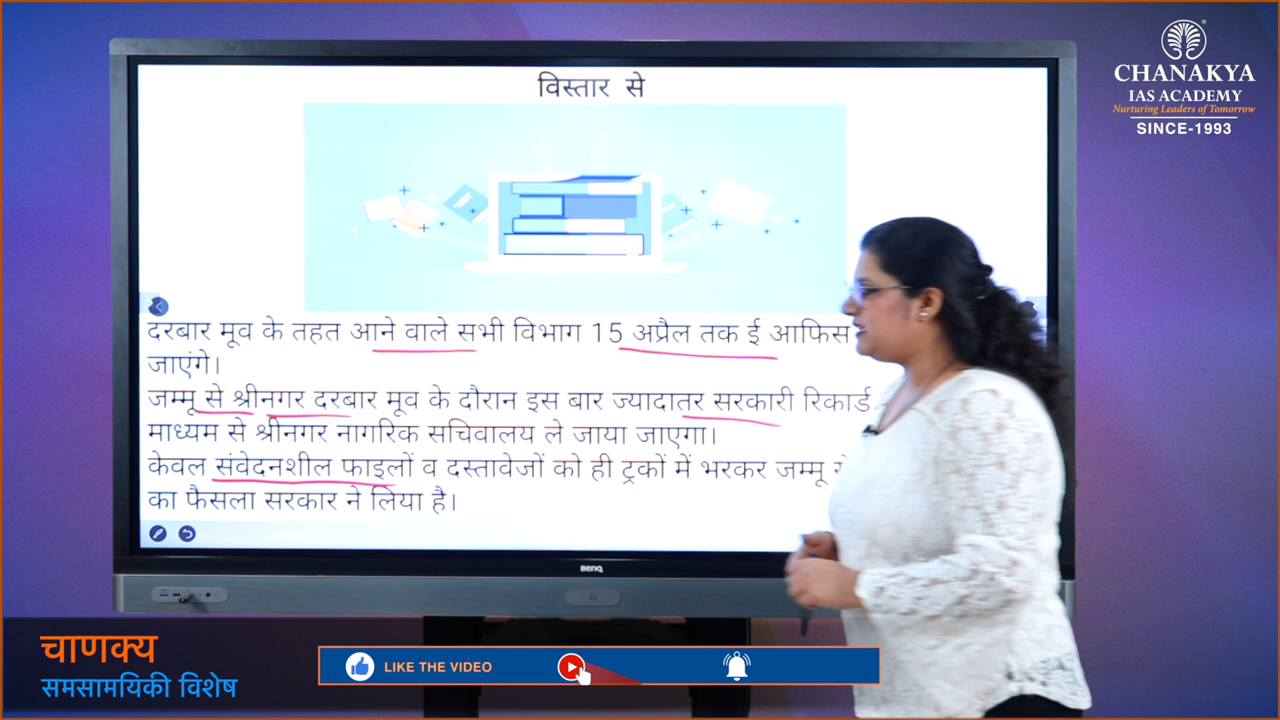 विस्तार से
दरबार मूव के तहत आने वाले सभी विभाग 15 अप्रैल तक ई आफिस
जाएंगे।
जम्मू से श्रीनगर दरबार मूव के दौरान इस बार ज्यादातर सरकारी रिकार्ड
माध्यम से श्रीनगर नागरिक सचिवालय ले जाया जाएगा।
केवल संवेदनशील फाइलों व दस्तावेजों को ही ट्रकों में भरकर जम्मू
का फैसला सरकार ने लिया है।
BenQ
CHANAKYA
IAS ACADEMY
Nurturing Leaders of Tomorrow
SINCE-1993
चाणक्य
समसामयिकी विशेष
LIKE THE VIDEO